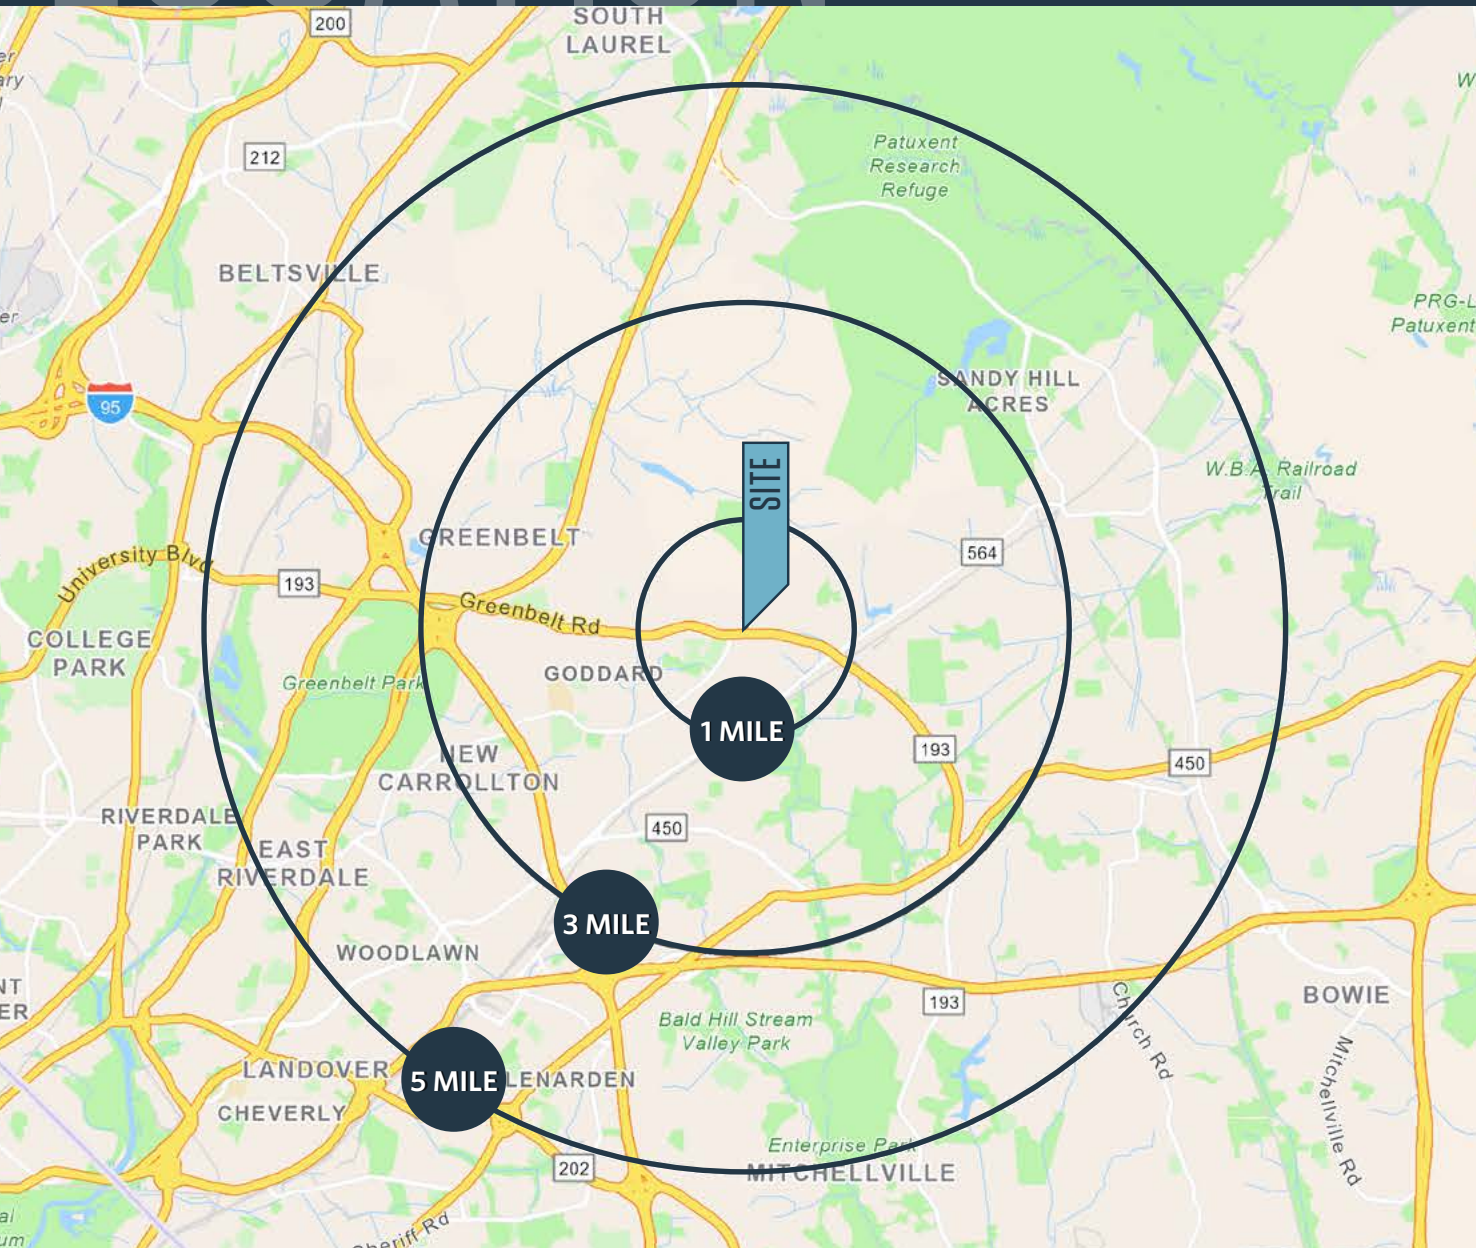 200
SOUTH
LAUREL
212
Patuxent
Research
Refuge
BELTSVILLE
PRG-L
Patuxent
95
SANDY HILL
ACRES
SITE
W.B.A. Railroad
Trail
GREENBELT
564
University Blvd
193
Greenbelt Rd
COLLEGE
PARK
GODDARD
Greenbelt Park
1 MILE
193
NEW
CARROLLTON
450
RIVERDALE
PARK
450
EAST
RIVERDALE
3 MILE
WOODLAWN
193
BOWIE
Church Rd
Bald Hill Stream
Valley Park
Mitchellville Rd
LANDOVER
5 MILE
LENARDEN
CHEVERLY
Enterprise Park
MITCHELLVILLE
202
Sheriff Rd